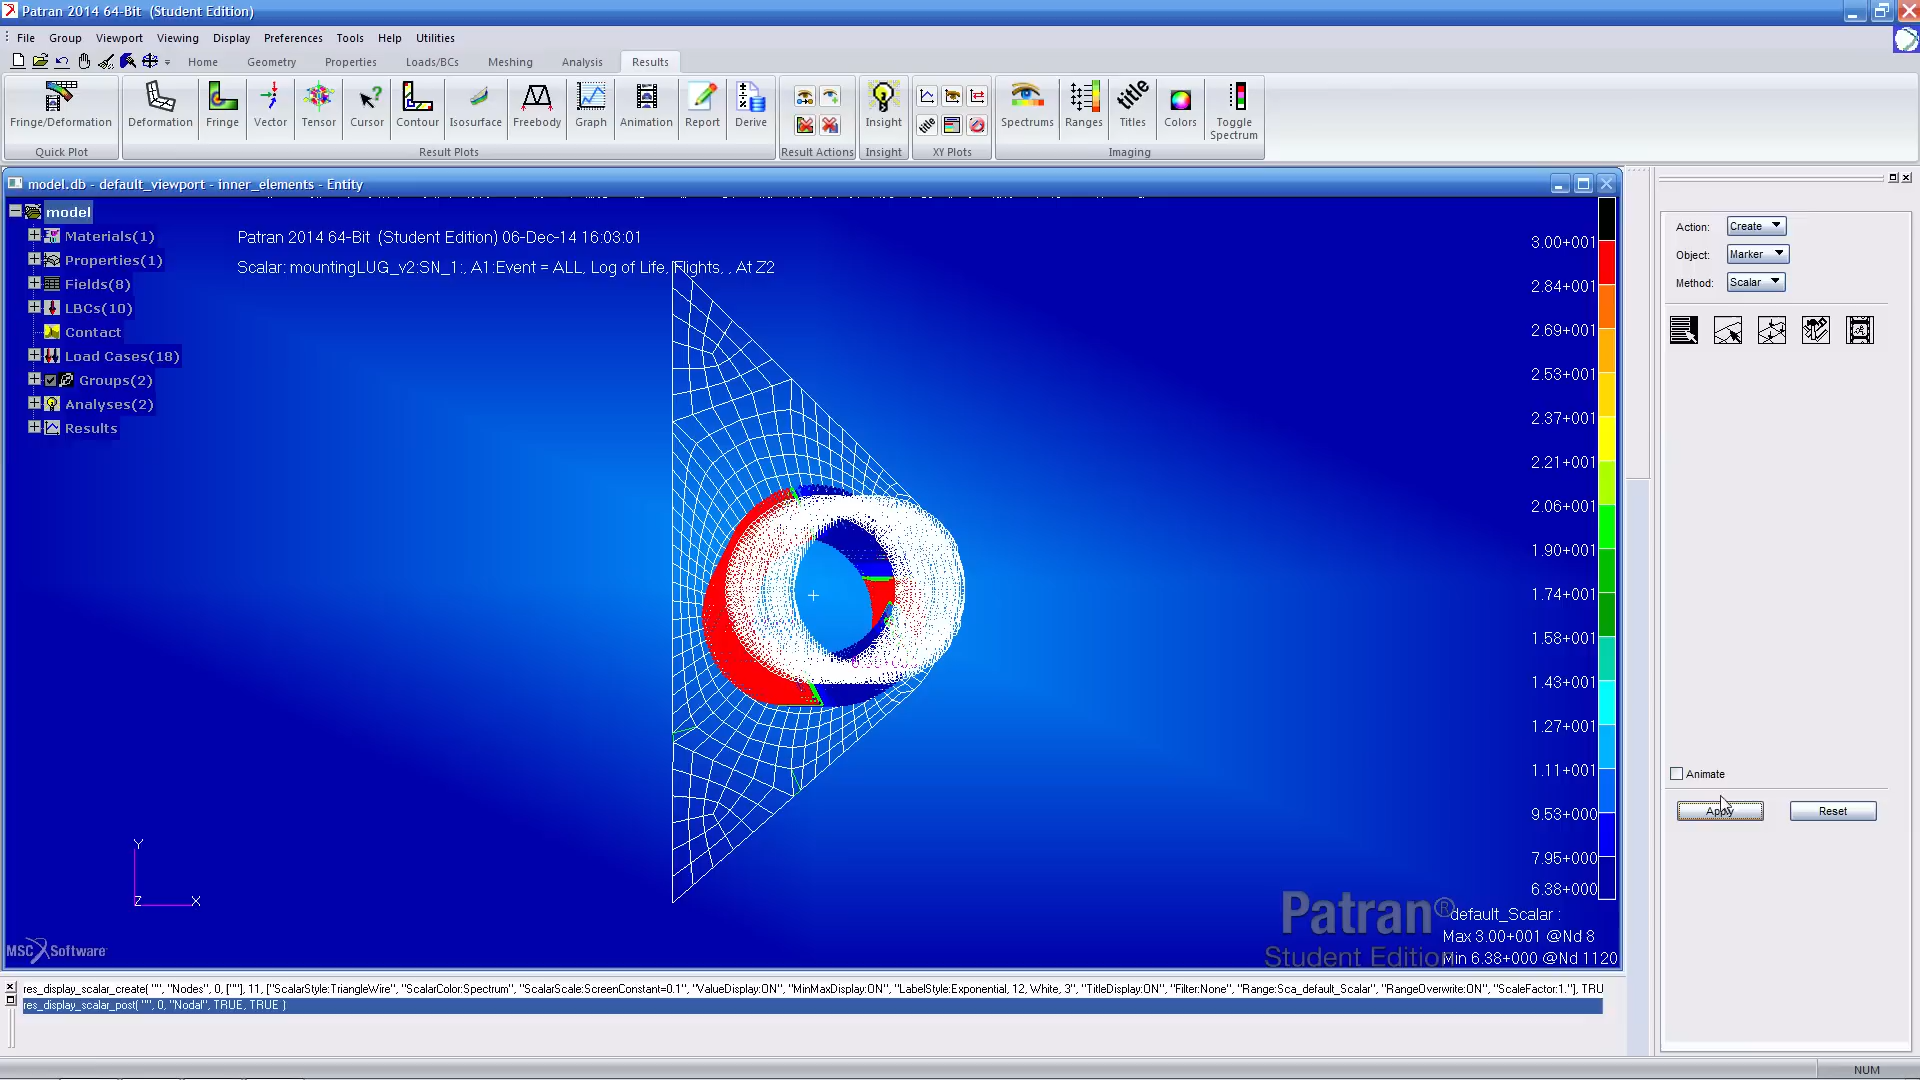 Patran 2014 64-Bit (Student Edition)
File Group Viewport Viewing Display Preferences Tools Help Utilities
Home Geometry Properties Loads/BCs Meshing Analysis Results
Fringe/Deformation Deformation Fringe Vector Tensor Cursor Contour Isosurface Freebody Graph Animation Report Derive Insight title Spectrums Ranges Titles Colors Toggle Spectrum
Quick Plot Result Plots Result Actions Insight XY Plots Imaging
model.db - default_viewport - inner_elements - Entity
model
Materials(1)
Properties(1)
Fields(8)
LBCs(10)
Contact
Load Cases(18)
Groups(2)
Analyses(2)
Results
Patran 2014 64-Bit (Student Edition) 06-Dec-14 16:03:01
Scalar: mountingLUG_v2:SN_1:, A1:Event = ALL, Log of Life, Flights, , At Z2
3.00+001
2.84+001
2.69+001
2.53+001
2.37+001
2.21+001
2.06+001
1.90+001
1.74+001
1.58+001
1.43+001
1.27+001
1.11+001
9.53+000
7.95+000
6.38+000
default_Scalar :
Max 3.00+001 @Nd 8
Min 6.38+000 @Nd 1120
Patran®
Student Edition
Y
Z X
MSC Software
Action: Create
Object: Marker
Method: Scalar
Animate
Apply Reset
res_display_scalar_create( "", "Nodes", 0, [""], 11, ["ScalarStyle:TriangleWire", "ScalarColor:Spectrum", "ScalarScale:ScreenConstant=0.1", "ValueDisplay:ON", "MinMaxDisplay:ON", "LabelStyle:Exponential, 12, White, 3", "TitleDisplay:ON", "Filter:None", "Range:Sca_default_Scalar", "RangeOverwrite:ON", "ScaleFactor:1."], TRU
res_display_scalar_post( "", 0, "Nodal", TRUE, TRUE )
NUM